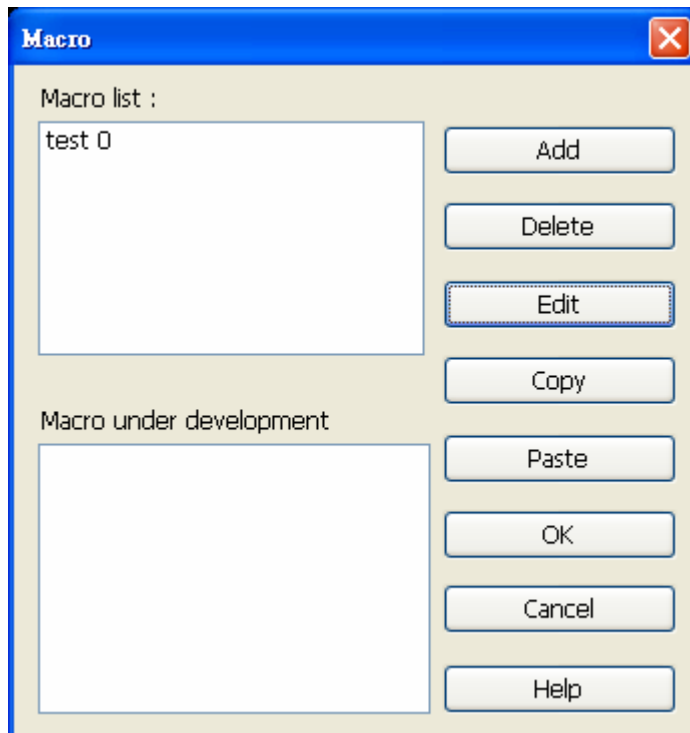 Macro
Macro list :
test 0
Add
Delete
Edit
Copy
Macro under development
Paste
OK
Cancel
Help